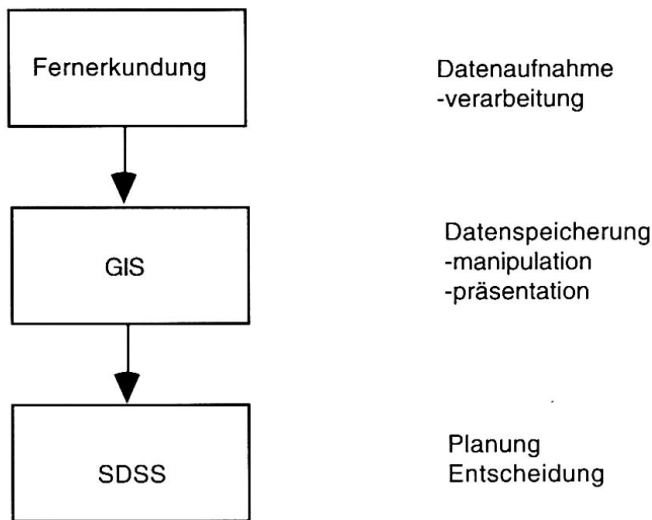 Fernerkundung
Datenaufnahme
-verarbeitung
GIS
Datenspeicherung
-manipulation
-präsentation
SDSS
Planung
Entscheidung